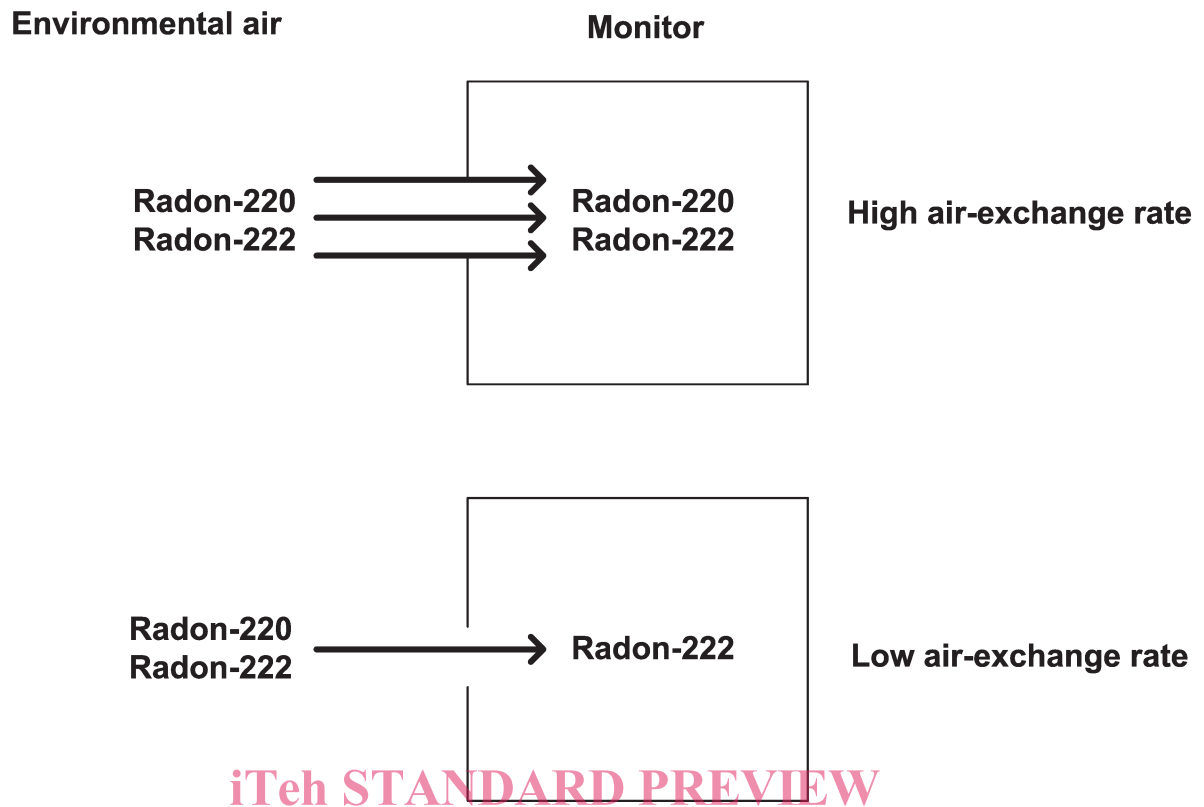 Environmental air
Monitor
Radon-220
Radon-222
Radon-220
Radon-222
High air-exchange rate
Radon-220
Radon-222
Radon-222
Low air-exchange rate
iTeh STANDARD PREVIEW